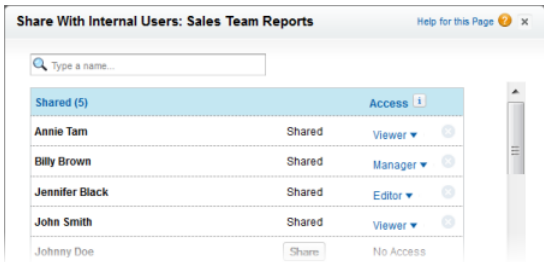 Share With Internal Users: Sales Team Reports Help for this Page ? x
Type a name...
Shared (5) Access i
Annie Tam Shared Viewer
Billy Brown Shared Manager
Jennifer Black Shared Editor
John Smith Shared Viewer
Johnny Doe Share No Access